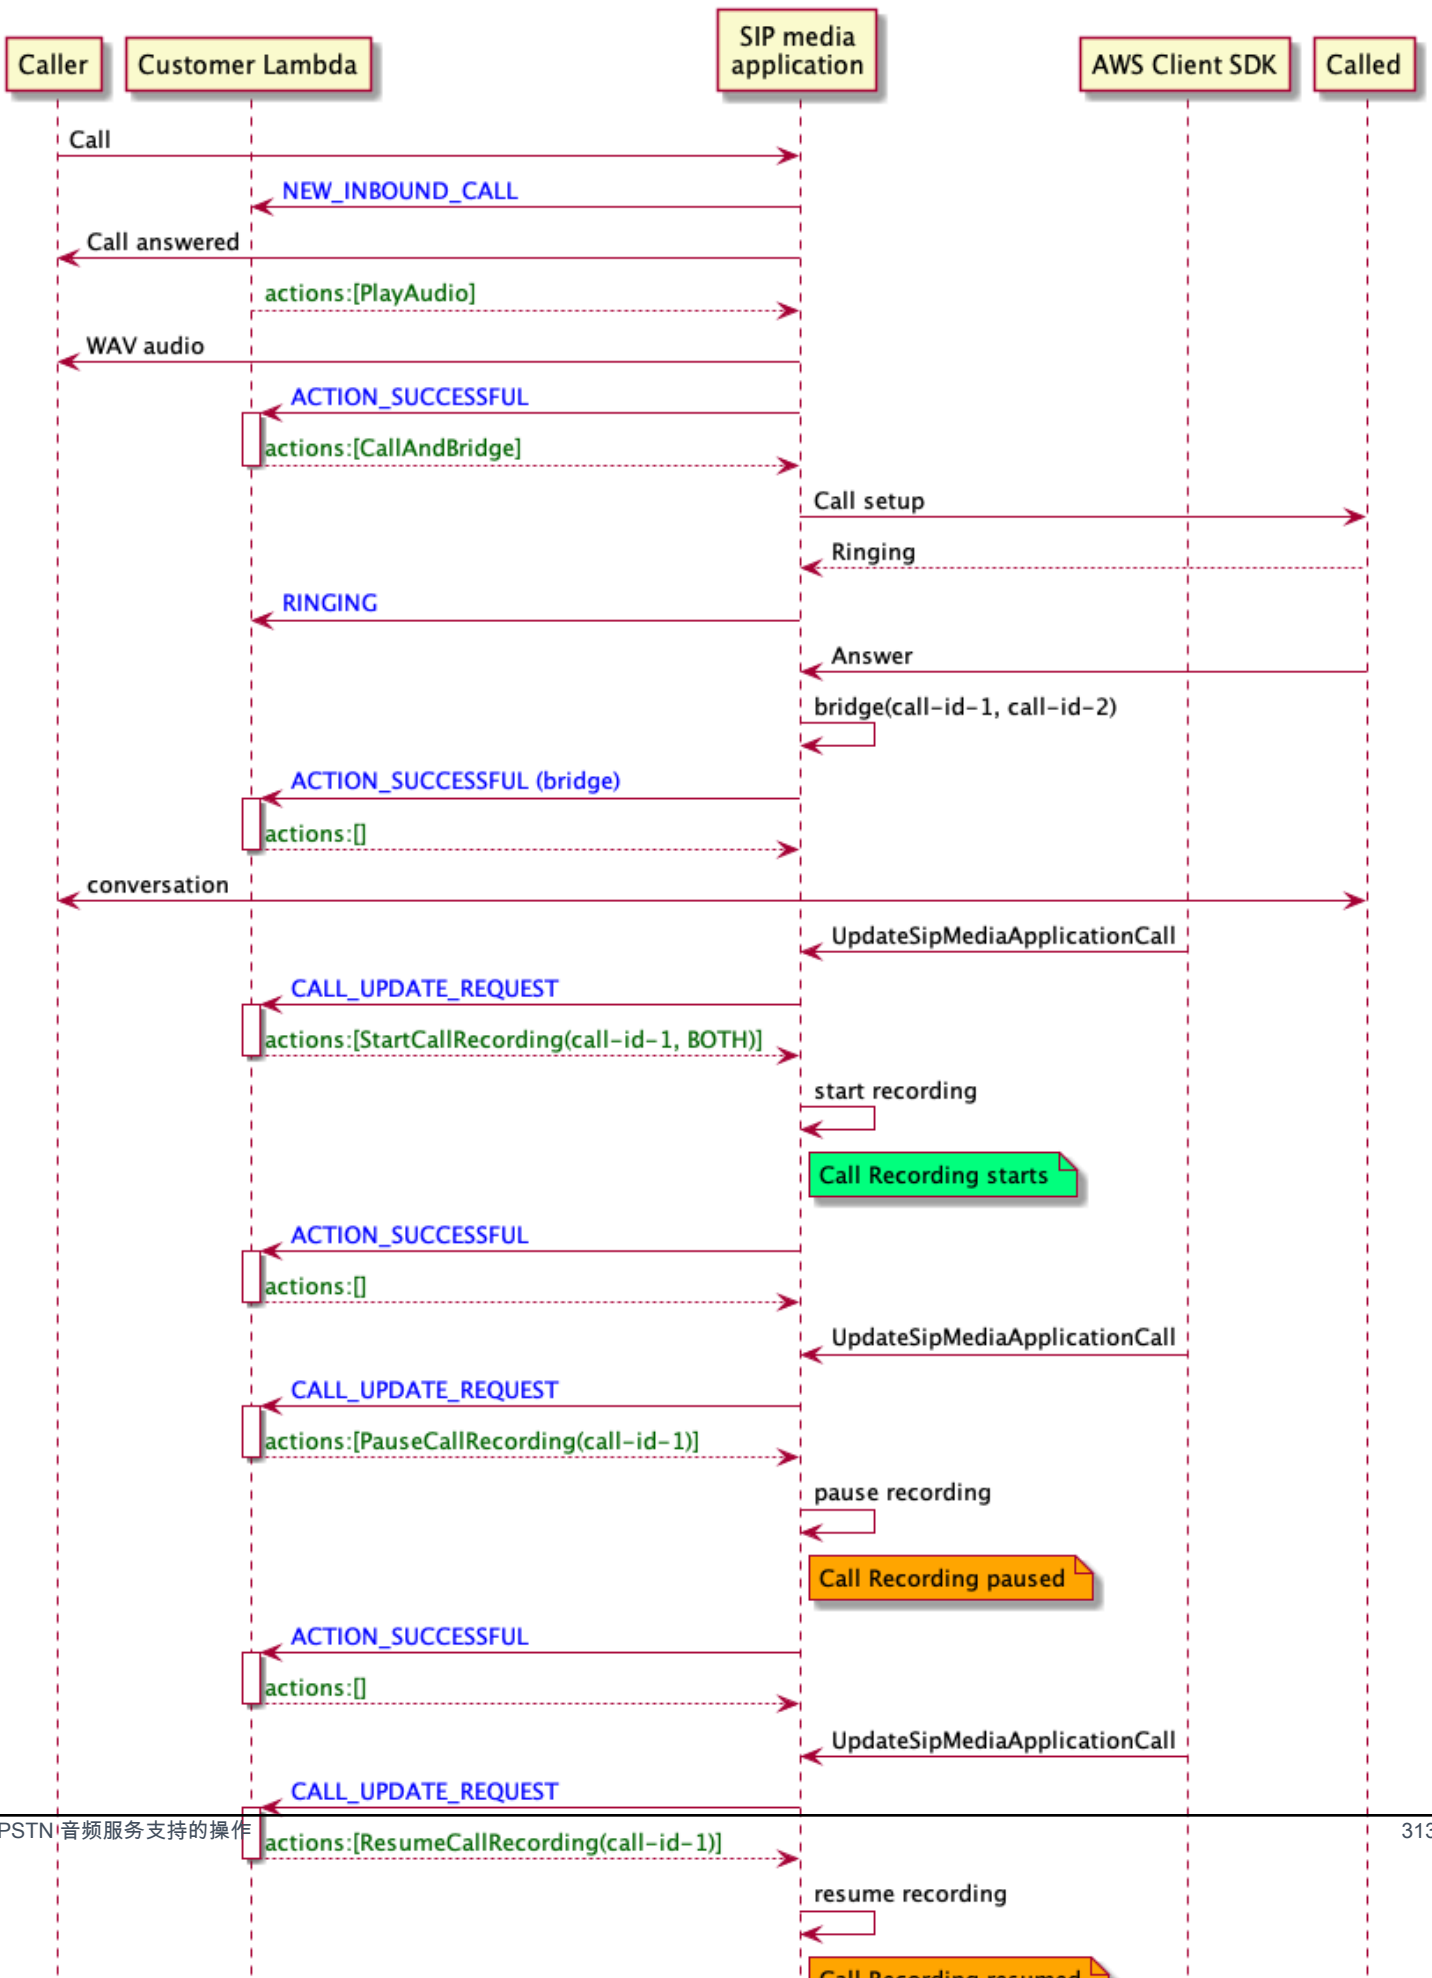 Caller
Customer Lambda
SIP media
application
AWS Client SDK
Called
Call
NEW_INBOUND_CALL
Call answered
actions:[PlayAudio]
WAV audio
ACTION_SUCCESSFUL
actions:[CallAndBridge]
Call setup
Ringing
RINGING
Answer
bridge(call-id-1, call-id-2)
ACTION_SUCCESSFUL (bridge)
actions:[]
conversation
UpdateSipMediaApplicationCall
CALL_UPDATE_REQUEST
actions:[StartCallRecording(call-id-1, BOTH)]
start recording
Call Recording starts
ACTION_SUCCESSFUL
actions:[]
UpdateSipMediaApplicationCall
CALL_UPDATE_REQUEST
actions:[PauseCallRecording(call-id-1)]
pause recording
Call Recording paused
ACTION_SUCCESSFUL
actions:[]
UpdateSipMediaApplicationCall
CALL_UPDATE_REQUEST
PSTN 音频服务支持的操作
313
actions:[ResumeCallRecording(call-id-1)]
resume recording
Call Recording resumed